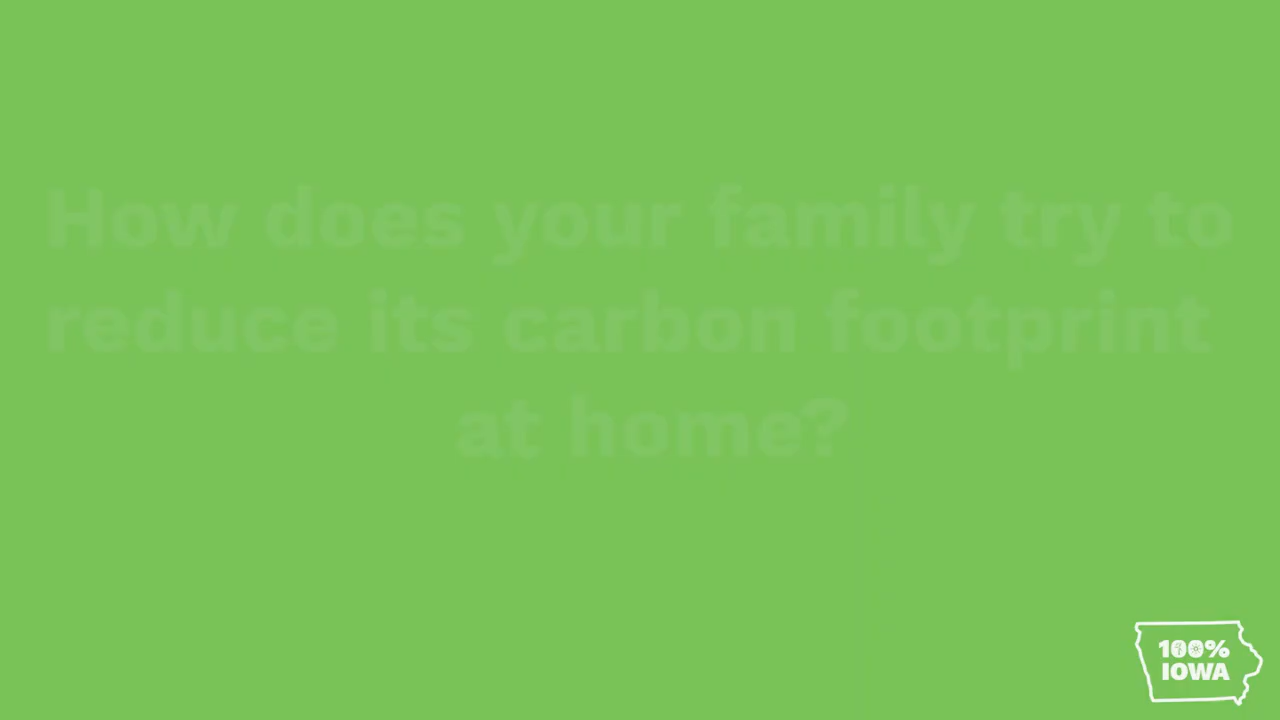 How does your family try to
reduce its carbon footprint
at home?
100%
IOWA